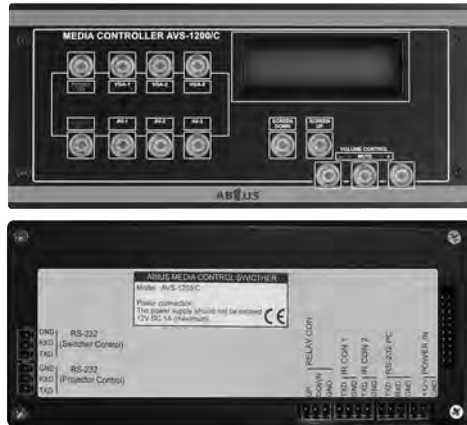 MEDIA CONTROLLER AVS-1200/C
POWER VGA-1 VGA-2 VGA-3
AV-1 AV-2 AV-3
SCREEN DOWN
SCREEN UP
VOLUME CONTROL
- MUTE +
ABIUS
ABIUS MEDIA CONTROL SWICTHER
Model: AVS-1200/C
Power connection:
The power supply should not be exceed
12V DC 1A (maximum)
CE
GND
RXD
TXD
RS-232
(Switcher Control)
GND
RXD
TXD
RS-232
(Projector Control)
UP
DOWN
GND
RELAY CON
TXD
GND
IR CON 1
TXD
GND
IR CON 2
TXD
RXD
GND
RS-232 PC
+12V
POWER IN